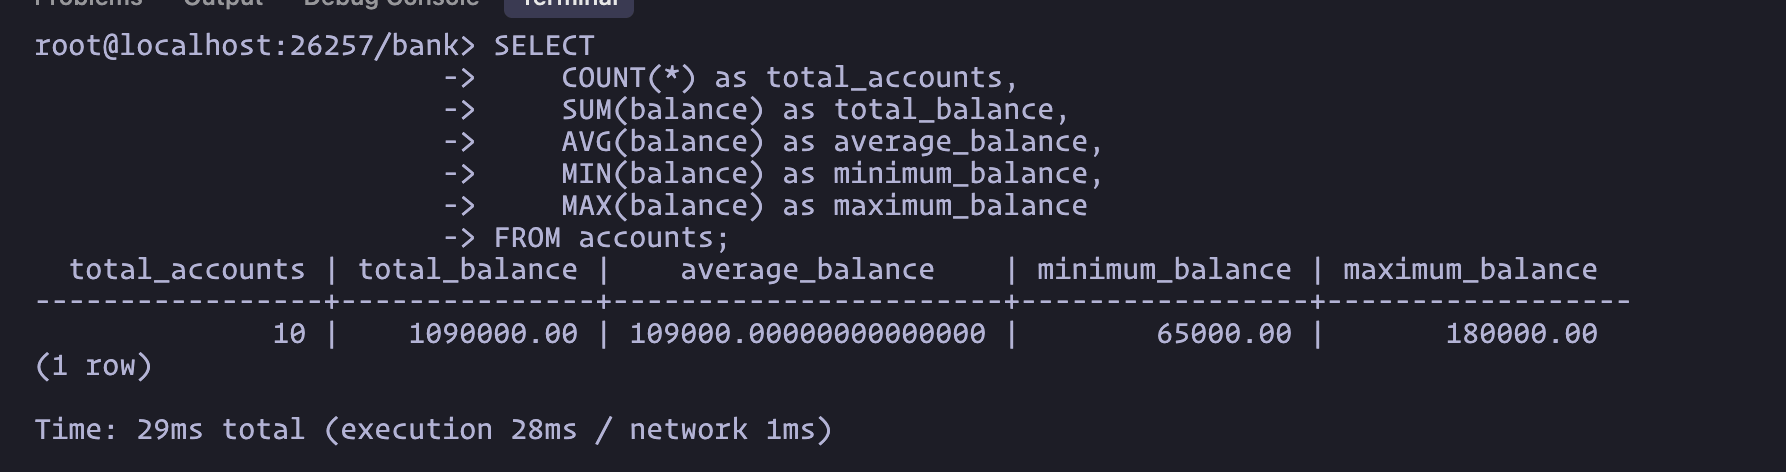 Problems Output Debug Console Terminal
root@localhost:26257/bank> SELECT
-> COUNT(*) as total_accounts,
-> SUM(balance) as total_balance,
-> AVG(balance) as average_balance,
-> MIN(balance) as minimum_balance,
-> MAX(balance) as maximum_balance
-> FROM accounts;
total_accounts | total_balance | average_balance | minimum_balance | maximum_balance
-----------------+---------------+-----------------------+-----------------+------------------
10 | 1090000.00 | 109000.00000000000000 | 65000.00 | 180000.00
(1 row)
Time: 29ms total (execution 28ms / network 1ms)